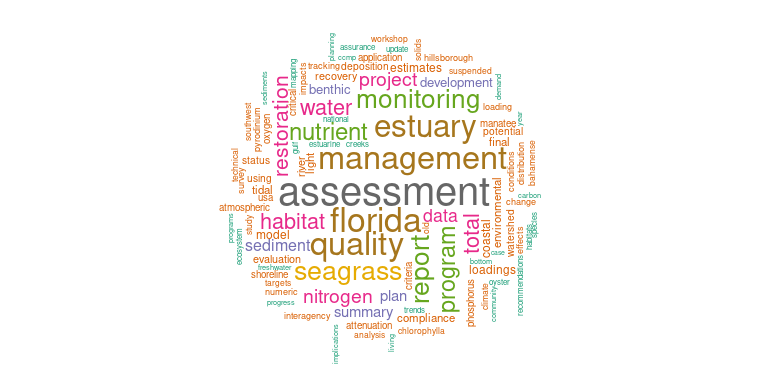 workshop
planning
assurance
update
ccmp
application
solids
hillsborough
tracking
deposition
estimates
suspended
mapping
impacts
recovery
project
development
sediments
critical
benthic
demand
restoration
water
monitoring
loading
southwest
pyrodinium
oxygen
national
nutrient
estuary
manatee
year
potential
gulf
estuarine
creeks
final
technical
survey
status
river
light
management
conditions
distribution
bahamense
using
tidal
usa
assessment
environmental
carbon
change
atmospheric
programs
study
habitat
florida
old
data
total
coastal
watershed
effects
habitats
species
ecosystem
model
sediment
quality
report
program
evaluation
case
bottom
freshwater
shoreline
seagrass
criteria
loadings
recommendations
targets
numeric
nitrogen
plan
phosphorus
climate
oyster
community
progress
interagency
summary
trends
compliance
attenuation
chlorophylla
analysis
implications
living